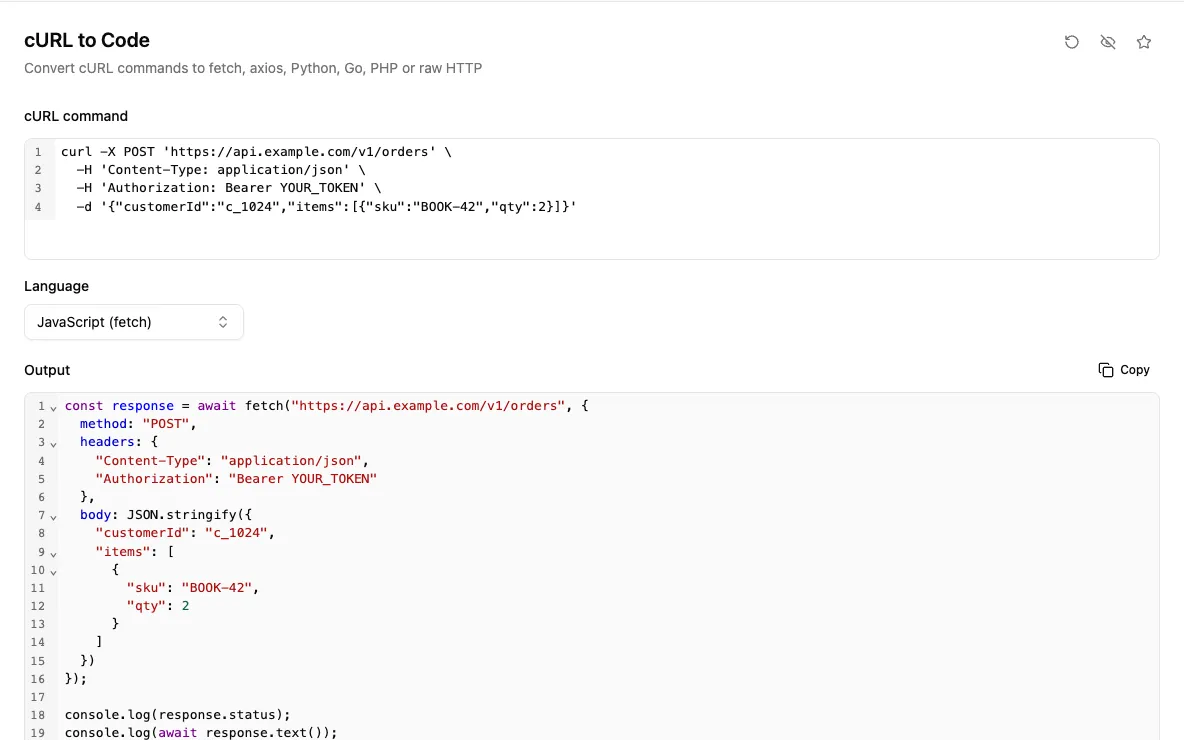 cURL to Code
Convert cURL commands to fetch, axios, Python, Go, PHP or raw HTTP
cURL command
1 curl -X POST 'https://api.example.com/v1/orders' \
2   -H 'Content-Type: application/json' \
3   -H 'Authorization: Bearer YOUR_TOKEN' \
4   -d '{"customerId":"c_1024","items":[{"sku":"BOOK-42","qty":2}]}'
Language
JavaScript (fetch)
Output
Copy
1 const response = await fetch("https://api.example.com/v1/orders", {
2   method: "POST",
3   headers: {
4     "Content-Type": "application/json",
5     "Authorization": "Bearer YOUR_TOKEN"
6   },
7   body: JSON.stringify({
8     "customerId": "c_1024",
9     "items": [
10       {
11         "sku": "BOOK-42",
12         "qty": 2
13       }
14     ]
15   })
16 });
17
18 console.log(response.status);
19 console.log(await response.text());